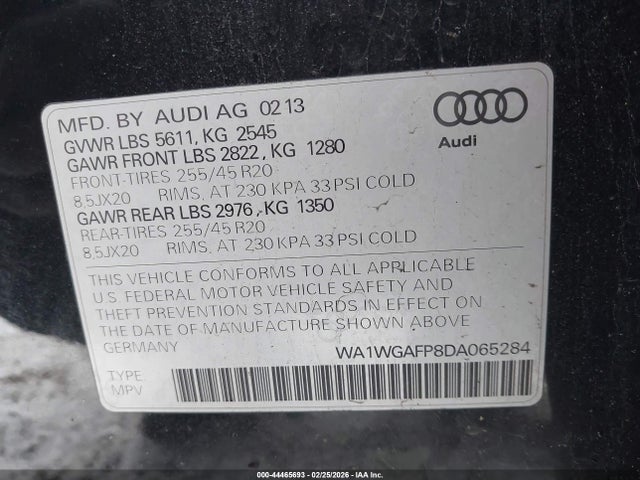 MFD. BY AUDI AG 02 13
GVWR LBS 5611, KG 2545
GAWR FRONT LBS 2822, KG 1280
FRONT-TIRES 255/45 R20
8.5JX20 RIMS, AT 230 KPA 33 PSI COLD
GAWR REAR LBS 2976, KG 1350
REAR-TIRES 255/45 R20
8.5JX20 RIMS, AT 230 KPA 33 PSI COLD
Audi
THIS VEHICLE CONFORMS TO ALL APPLICABLE
U.S. FEDERAL MOTOR VEHICLE SAFETY AND
THEFT PREVENTION STANDARDS IN EFFECT ON
THE DATE OF MANUFACTURE SHOWN ABOVE.
GERMANY
WA1WGAFP8DA065284
TYPE:
MPV
000-44465693 - 02/25/2026 - IAA Inc.